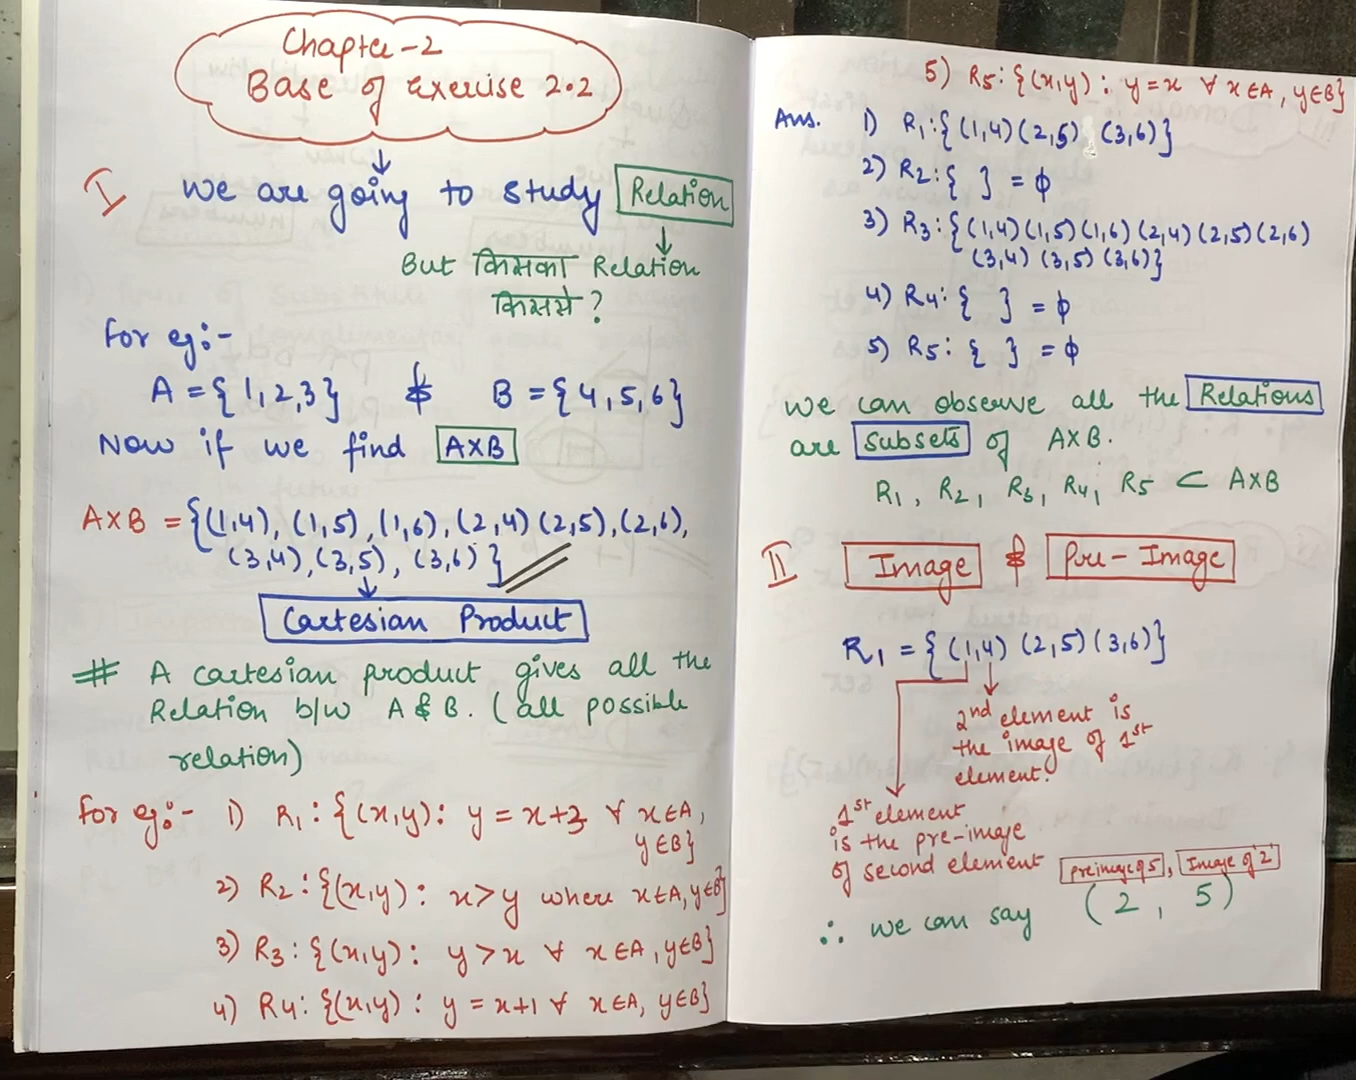 Chapter-2
Base of Exercise 2.2
I We are going to study Relation
But किसका Relation
किससे ?
For eg:-
A = {1,2,3} & B = {4,5,6}
Now if we find AXB
AXB = {(1,4), (1,5), (1,6), (2,4) (2,5), (2,6),
(3,4), (3,5), (3,6)}
Cartesian Product
# A cartesian product gives all the
Relation b/w A & B. (all possible
relation)
For eg:- 1) R₁ : {(x,y) : y = x+3 ∀ x∈A,
y∈B}
2) R₂ : {(x,y) : x>y where x∈A, y∈B}
3) R₃ : {(x,y) : y>x ∀ x∈A, y∈B}
4) R₄ : {(x,y) : y = x+1 ∀ x∈A, y∈B}
5) R₅ : {(x,y) : y=x ∀ x∈A, y∈B}
Ans. 1) R₁ : {(1,4) (2,5) (3,6)}
2) R₂ : { } = ϕ
3) R₃ : {(1,4) (1,5) (1,6) (2,4) (2,5) (2,6)
(3,4) (3,5) (3,6)}
4) R₄ : { } = ϕ
5) R₅ : { } = ϕ
we can observe all the Relations
are Subsets of AXB.
R₁, R₂, R₃, R₄, R₅ ⊂ AXB
II Image & Pre-Image
R₁ = {(1,4) (2,5) (3,6)}
2nd element is
the image of 1st
element.
1st element
is the pre-image
of second element
preimage of 5, Image of '2'
∴ we can say (2, 5)